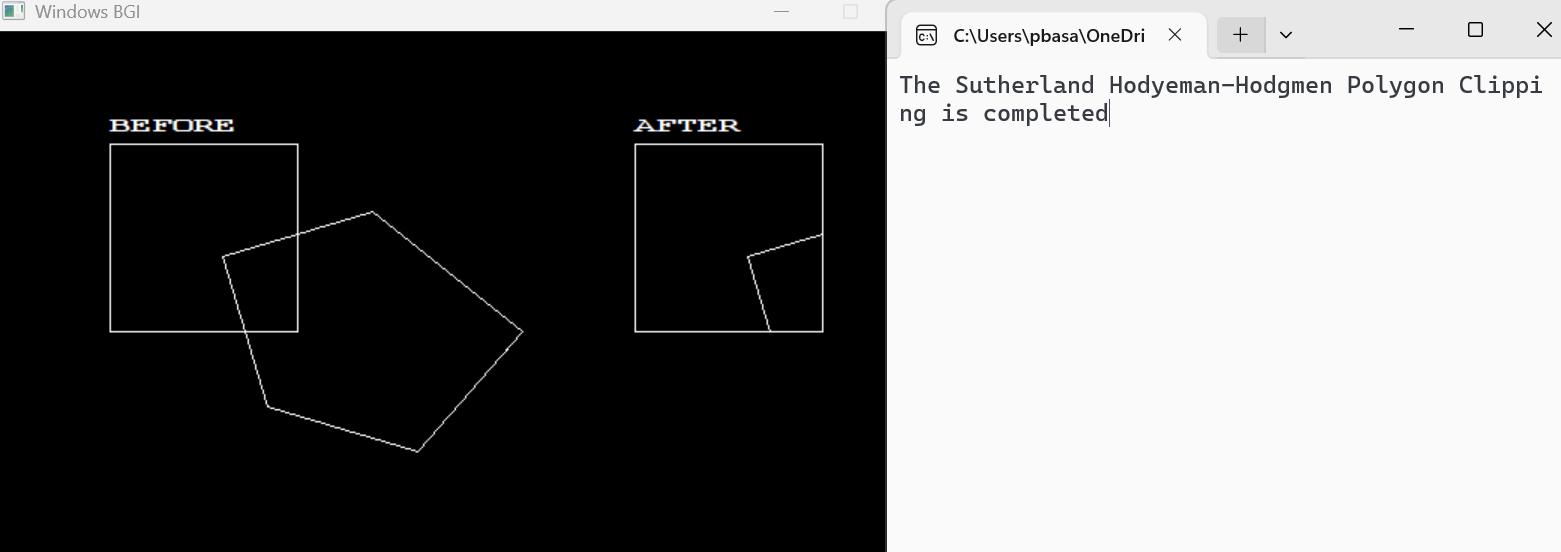 Windows BGI
BEFORE
AFTER
C:\Users\pbasa\OneDri
The Sutherland Hodyeman-Hodgmen Polygon Clippi
ng is completed